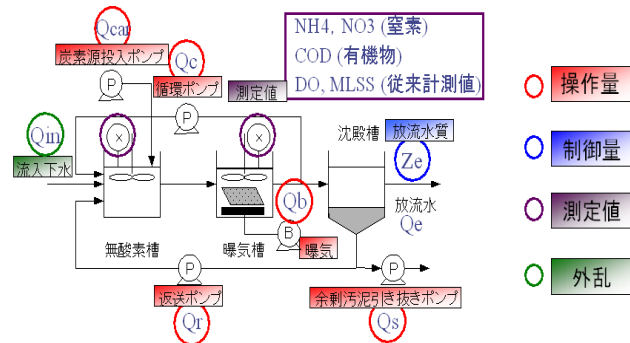 Qcar
炭素源投入ポンプ
Qc
循環ポンプ
測定値
NH4, NO3 (窒素)
COD (有機物)
DO, MLSS (従来計測値)
P
P
×
×
Qin
流入下水
沈殿槽
放流水質
Ze
Qb
放流水
Qe
無酸素槽
曝気槽
B
曝気
P
P
返送ポンプ
余剰汚泥引き抜きポンプ
Qr
Qs
操作量
制御量
測定値
外乱